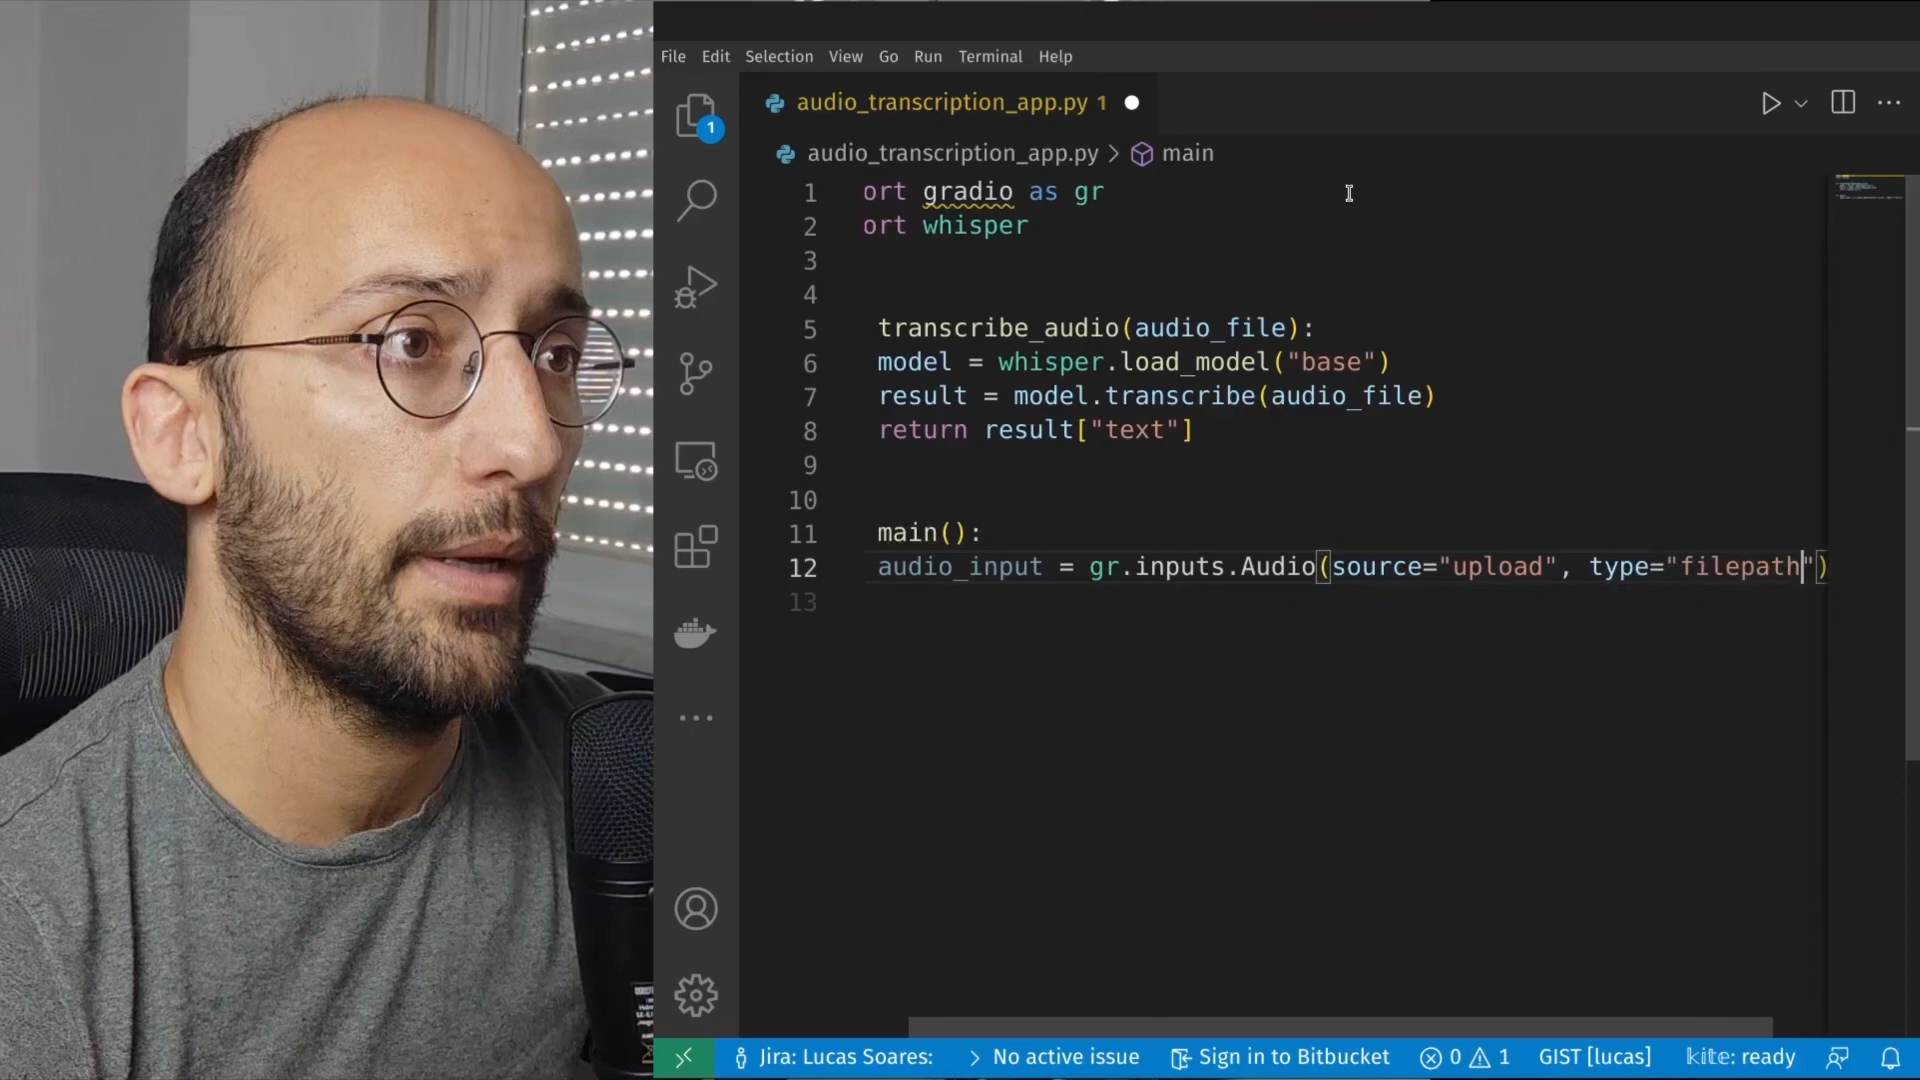 File Edit Selection View Go Run Terminal Help
audio_transcription_app.py 1
audio_transcription_app.py > main
1
1 ort gradio as gr
2 ort whisper
3
4
5 transcribe_audio(audio_file):
6 model = whisper.load_model("base")
7 result = model.transcribe(audio_file)
8 return result["text"]
9
10
11 main():
12 audio_input = gr.inputs.Audio(source="upload", type="filepath")
13
Jira: Lucas Soares: > No active issue Sign in to Bitbucket 0 1 GIST [lucas] kite: ready